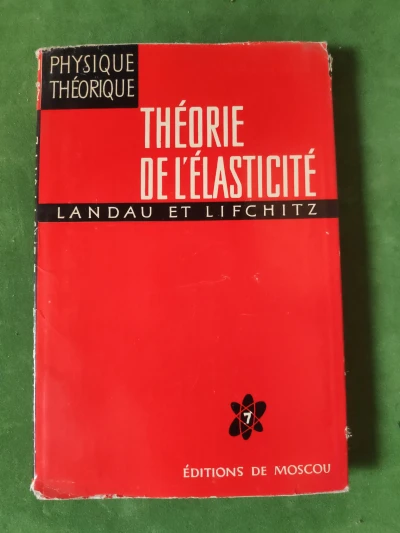 PHYSIQUE
THÉORIQUE
THÉORIE
DE L'ÉLASTICITÉ
LANDAU ET LIFCHITZ
7
ÉDITIONS DE MOSCOU